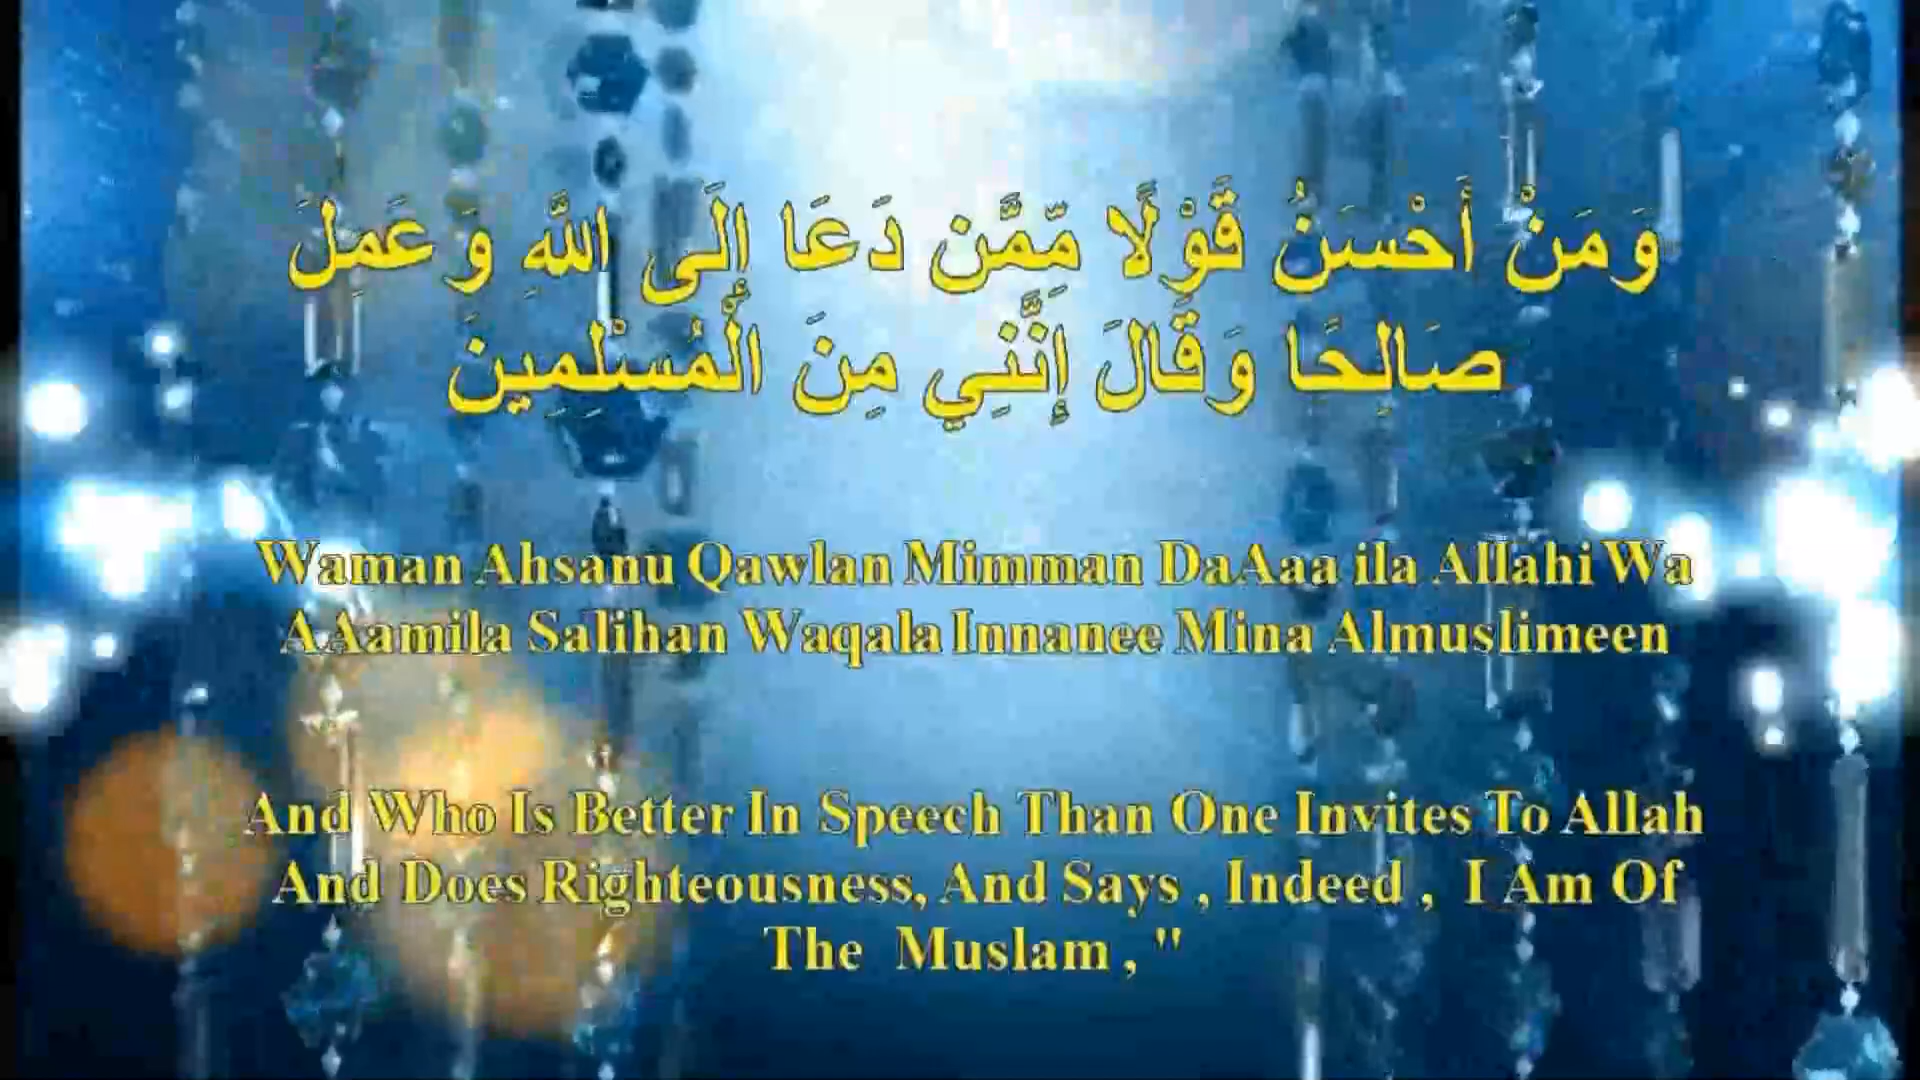 وَمَنْ أَحْسَنُ قَوْلًا مِّمَّن دَعَا إِلَى اللَّهِ وَ عَمِلَ
صَالِحًا وَقَالَ إِنَّنِي مِنَ الْمُسْلِمِينَ
Waman Ahsanu Qawlan Mimman DaAaa ila Allahi Wa
AAamila Salihan Waqala Innanee Mina Almuslimeen
And Who Is Better In Speech Than One Invites To Allah
And Does Righteousness, And Says , Indeed , I Am Of
The Muslam ,"